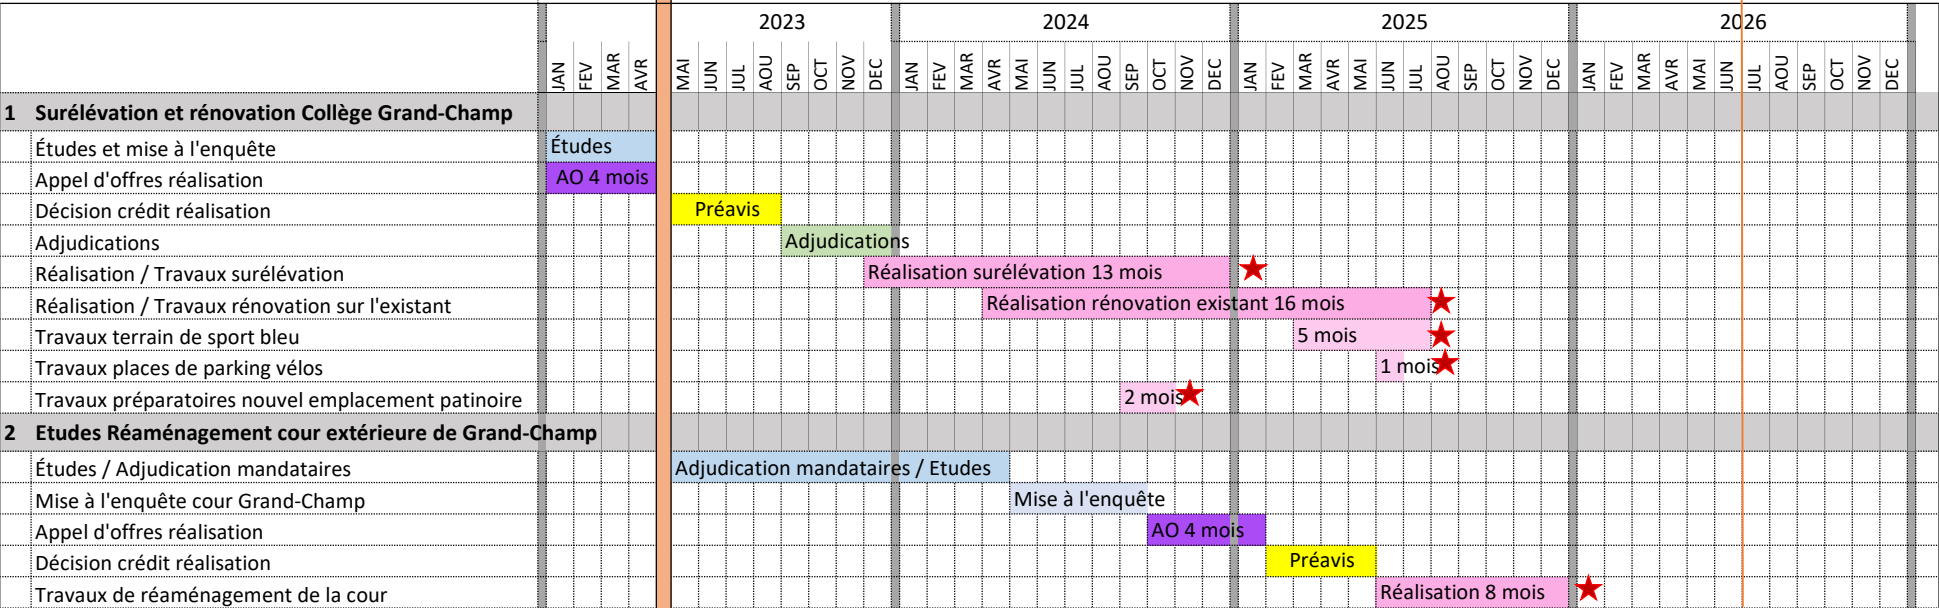 2023 2024 2025 2026
JAN FEV MAR AVR MAI JUN JUL AOU SEP OCT NOV DEC JAN FEV MAR AVR MAI JUN JUL AOU SEP OCT NOV DEC JAN FEV MAR AVR MAI JUN JUL AOU SEP OCT NOV DEC JAN FEV MAR AVR MAI JUN JUL AOU SEP OCT NOV DEC
1 Surélévation et rénovation Collège Grand-Champ
Études et mise à l'enquête Études
Appel d'offres réalisation AO 4 mois
Décision crédit réalisation Préavis
Adjudications Adjudications
Réalisation / Travaux surélévation Réalisation surélévation 13 mois
Réalisation / Travaux rénovation sur l'existant Réalisation rénovation existant 16 mois
Travaux terrain de sport bleu 5 mois
Travaux places de parking vélos 1 mois
Travaux préparatoires nouvel emplacement patinoire 2 mois
2 Etudes Réaménagement cour extérieure de Grand-Champ
Études / Adjudication mandataires Adjudication mandataires / Etudes
Mise à l'enquête cour Grand-Champ Mise à l'enquête
Appel d'offres réalisation AO 4 mois
Décision crédit réalisation Préavis
Travaux de réaménagement de la cour Réalisation 8 mois